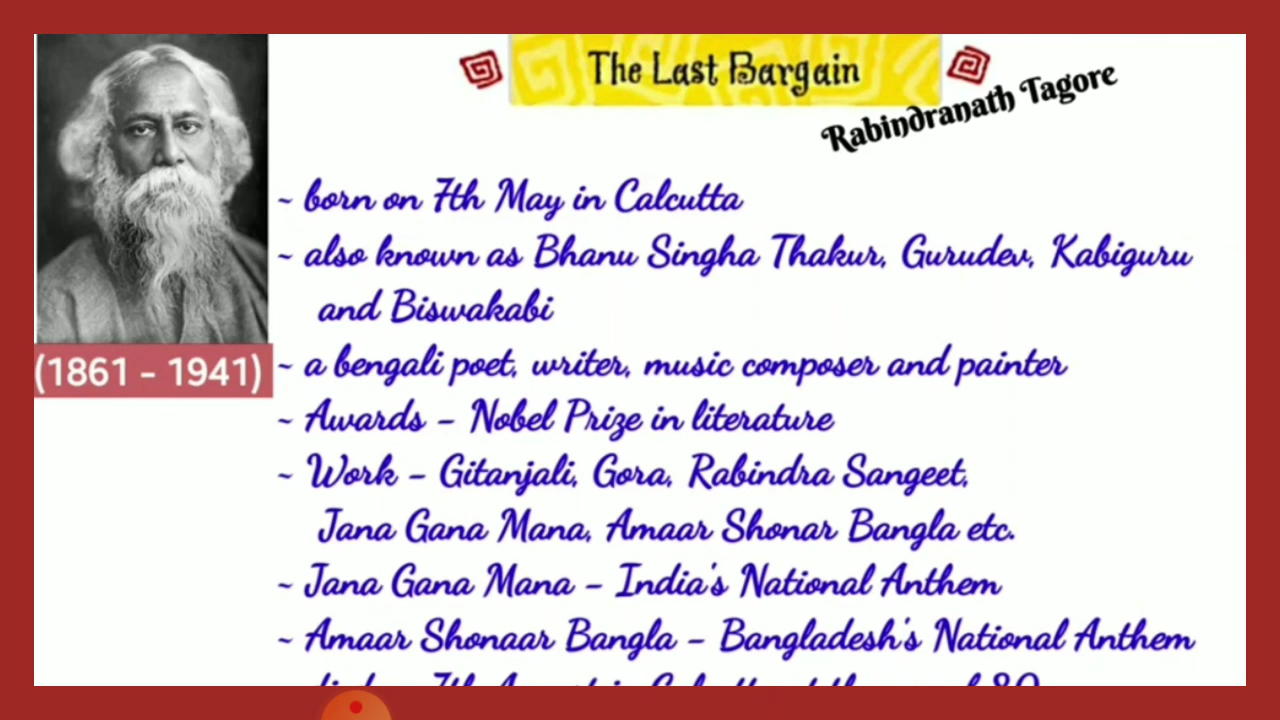 The Last Bargain
Rabindranath Tagore
~ born on 7th May in Calcutta
~ also known as Bhanu Singha Thakur, Gurudev, Kabiguru
and Biswakabi
(1861 - 1941)
~ a bengali poet, writer, music composer and painter
~ Awards - Nobel Prize in literature
~ Work - Gitanjali, Gora, Rabindra Sangeet,
Jana Gana Mana, Amaar Shonar Bangla etc.
~ Jana Gana Mana - India's National Anthem
~ Amaar Shonaar Bangla - Bangladesh's National Anthem